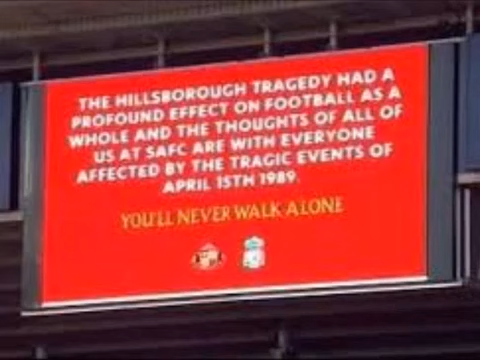 THE HILLSBOROUGH TRAGEDY HAD A
PROFOUND EFFECT ON FOOTBALL AS A
WHOLE AND THE THOUGHTS OF ALL OF
US AT SAFC ARE WITH EVERYONE
AFFECTED BY THE TRAGIC EVENTS OF
APRIL 15TH 1989.
YOU'LL NEVER WALK ALONE